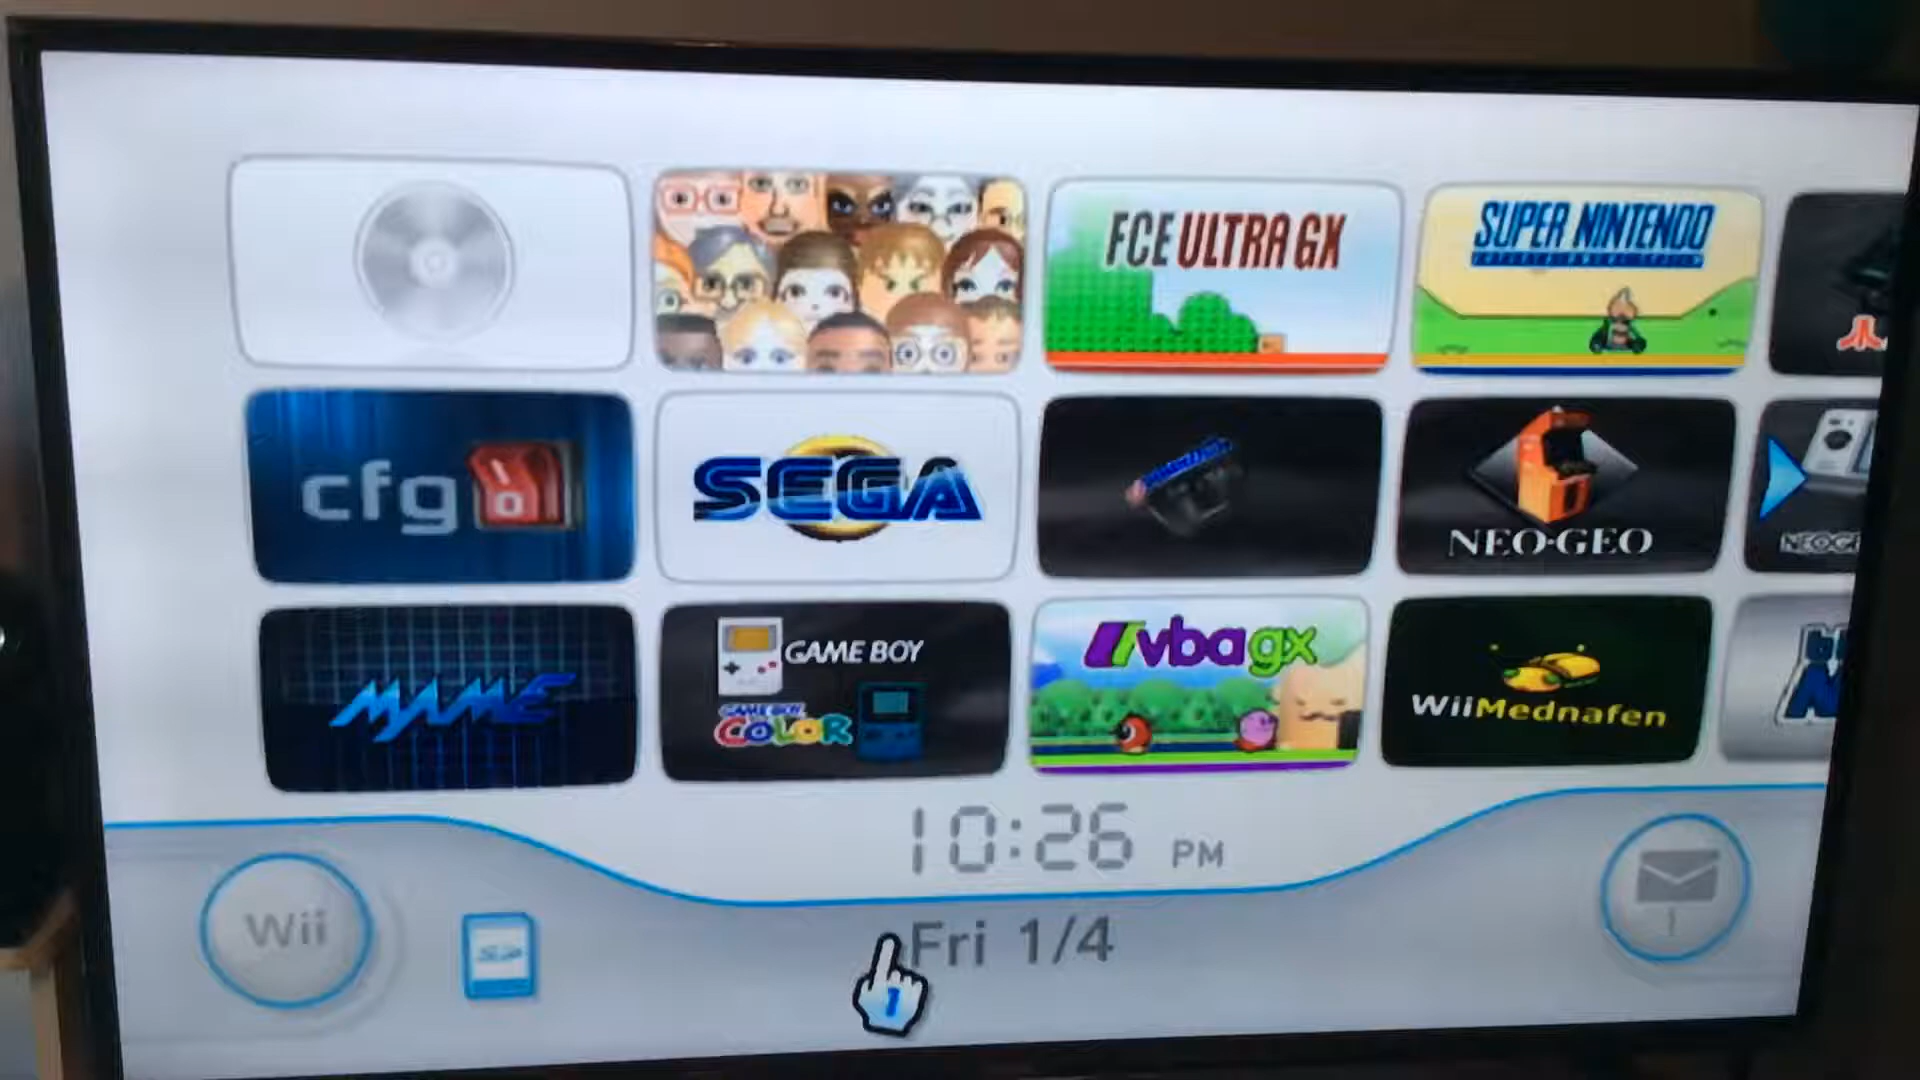 FCE ULTRA GX
SUPER NINTENDO
cfg
SEGA
NEO·GEO
MAME
GAME BOY
GAME BOY
COLOR
vbagx
WiiMednafen
10:26 PM
Wii
Fri 1/4
1